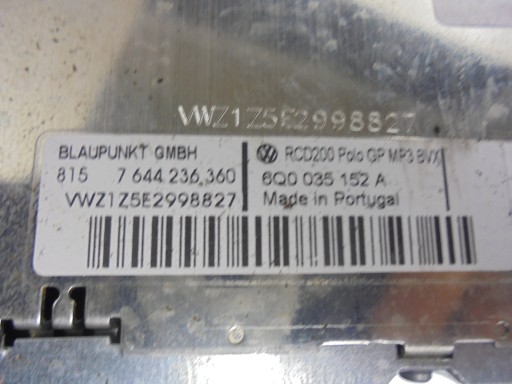 VWZ1Z5E2998827
BLAUPUNKT GMBH
815 7 644 236 360
VWZ1Z5E2998827
RCD200 Polo GP MP3 BVX
6Q0 035 152 A
Made in Portugal